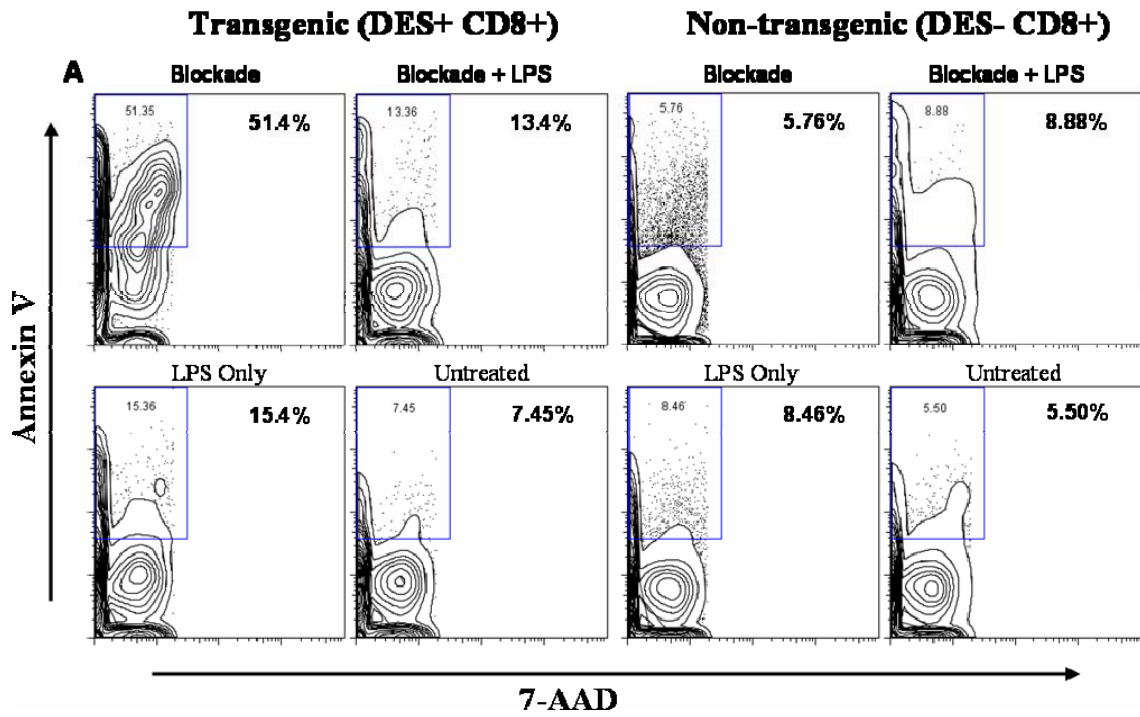 Transgenic (DES+ CD8+)
Non-transgenic (DES- CD8+)
A
Blockade
Blockade + LPS
Blockade
Blockade + LPS
51.35
51.4%
13.36
13.4%
5.76
5.76%
8.88
8.88%
LPS Only
Untreated
LPS Only
Untreated
15.36
15.4%
7.45
7.45%
8.46
8.46%
5.50
5.50%
Annexin V
7-AAD